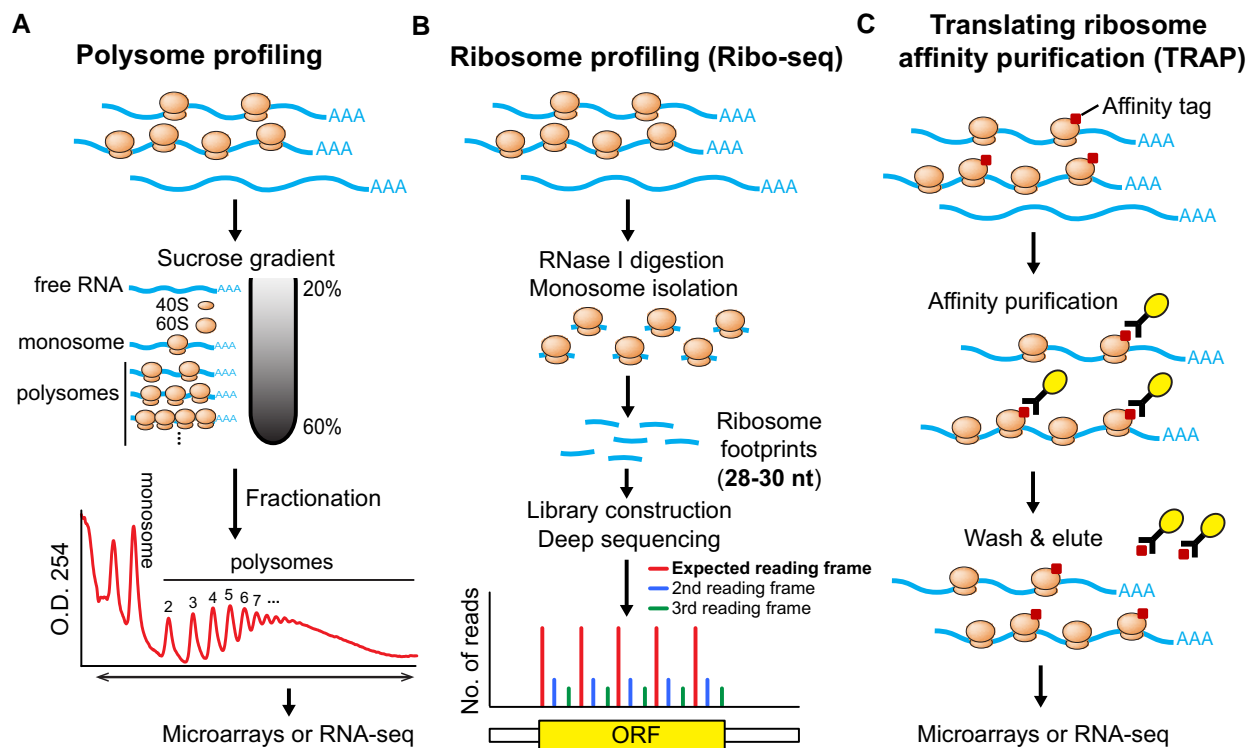 A
Polysome profiling
AAA
AAA
AAA
Sucrose gradient
free RNA
AAA
20%
40S
60S
monosome
AAA
polysomes
AAA
AAA
AAA
60%
Fractionation
O.D. 254
monosome
polysomes
2 3 4 5 6 7 ...
Microarrays or RNA-seq
B
Ribosome profiling (Ribo-seq)
AAA
AAA
AAA
RNase I digestion
Monosome isolation
Ribosome
footprints
(28-30 nt)
Library construction
Deep sequencing
Expected reading frame
2nd reading frame
3rd reading frame
No. of reads
ORF
C
Translating ribosome
affinity purification (TRAP)
Affinity tag
AAA
AAA
AAA
Affinity purification
AAA
AAA
Wash & elute
AAA
AAA
Microarrays or RNA-seq